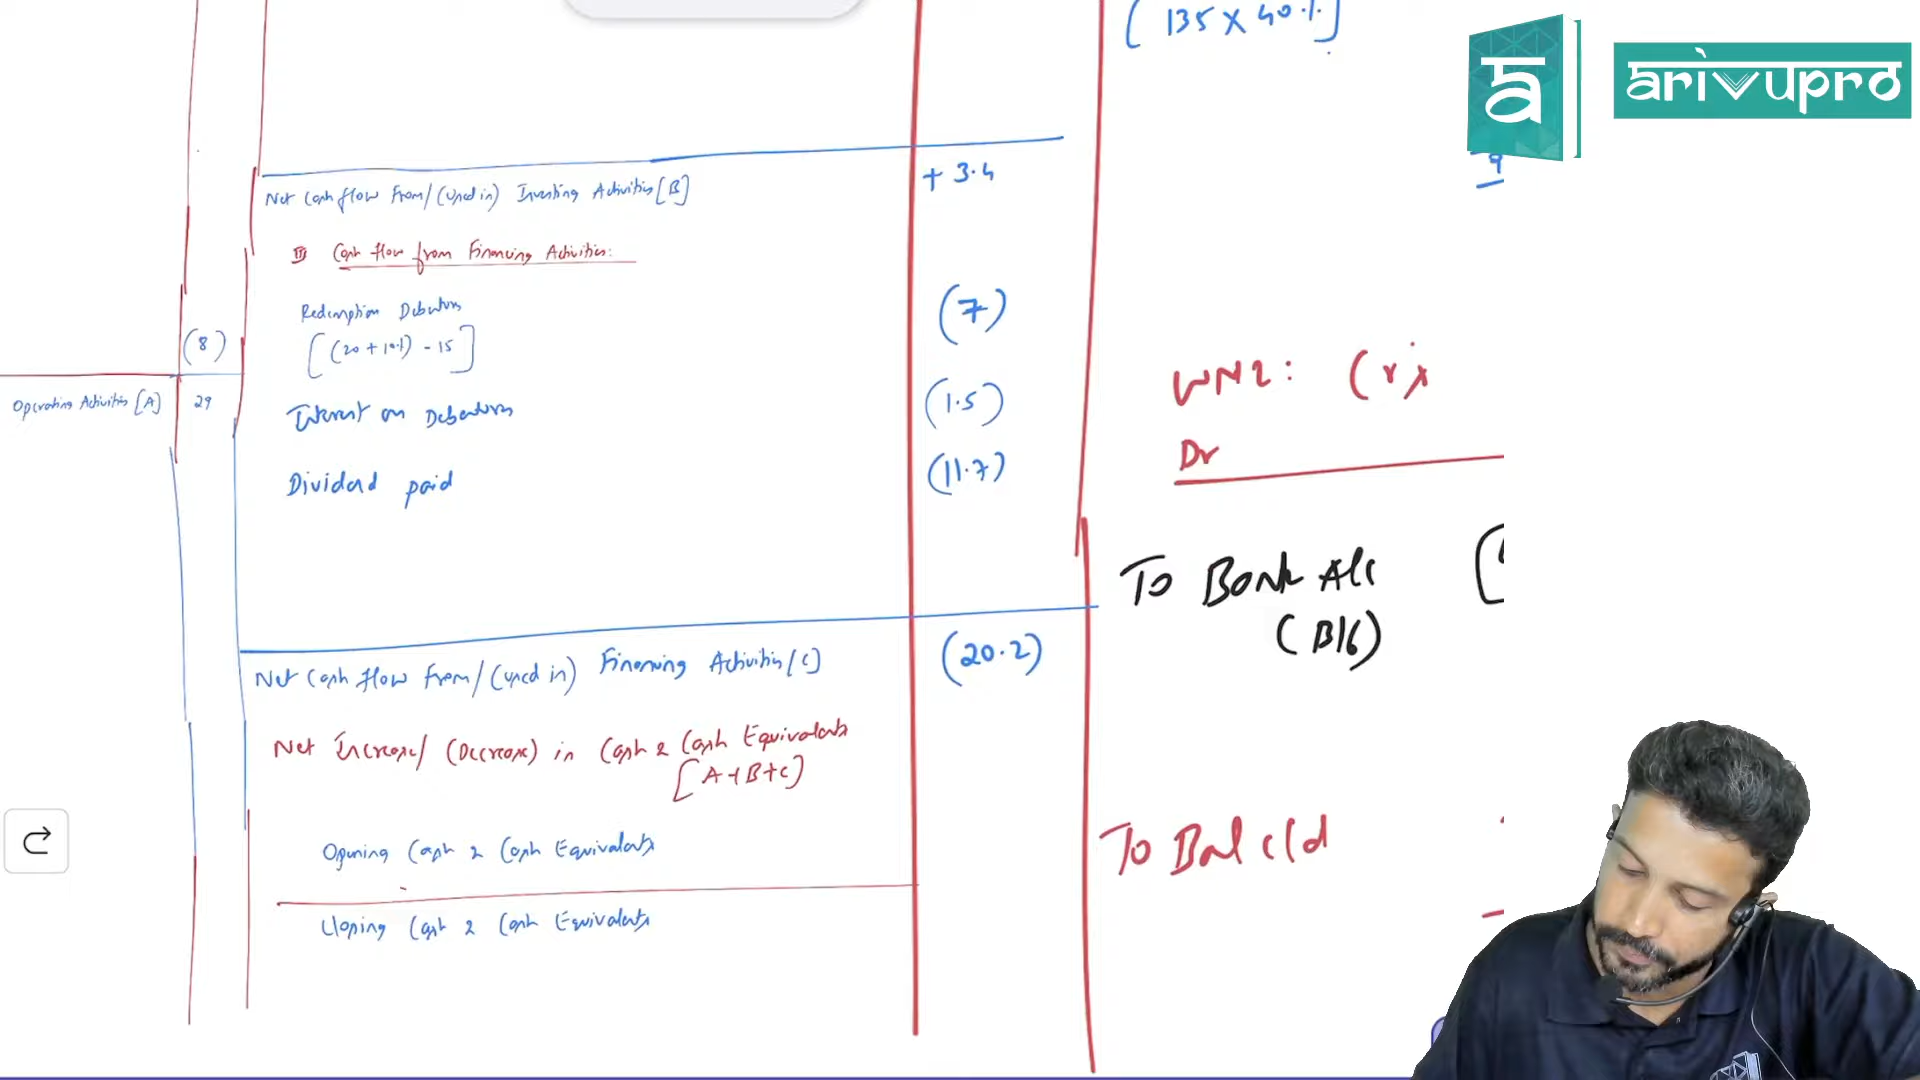 [ 135 X 40 % ]
arivupro
9
Net Cash flow From/(Used in) Investing Activities [B]
+ 3.4
III Cash flow from Financing Activities:
Redemption Debentures
(7)
[(20 + 10%) - 15]
(8)
Operating Activities [A]
29
Interest on Debentures
(1.5)
Dividend paid
(11.7)
Net Cash flow From/(Used in) Financing Activities [C]
(20.2)
Net Increase/ (Decrease) in Cash & Cash Equivalents
[A + B + C]
Opening Cash & Cash Equivalents
Closing Cash & Cash Equivalents
WN2:
Dr
To Bank A/c
(B/6)
To Bal c/d